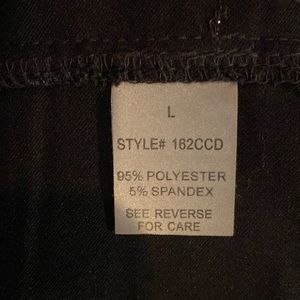 L
STYLE# 162CCD
95% POLYESTER
5% SPANDEX
SEE REVERSE
FOR CARE